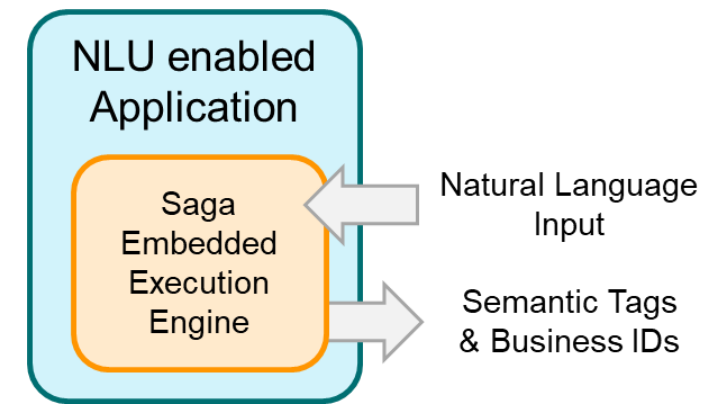 NLU enabled
Application
Saga
Embedded
Execution
Engine
Natural Language
Input
Semantic Tags
& Business IDs